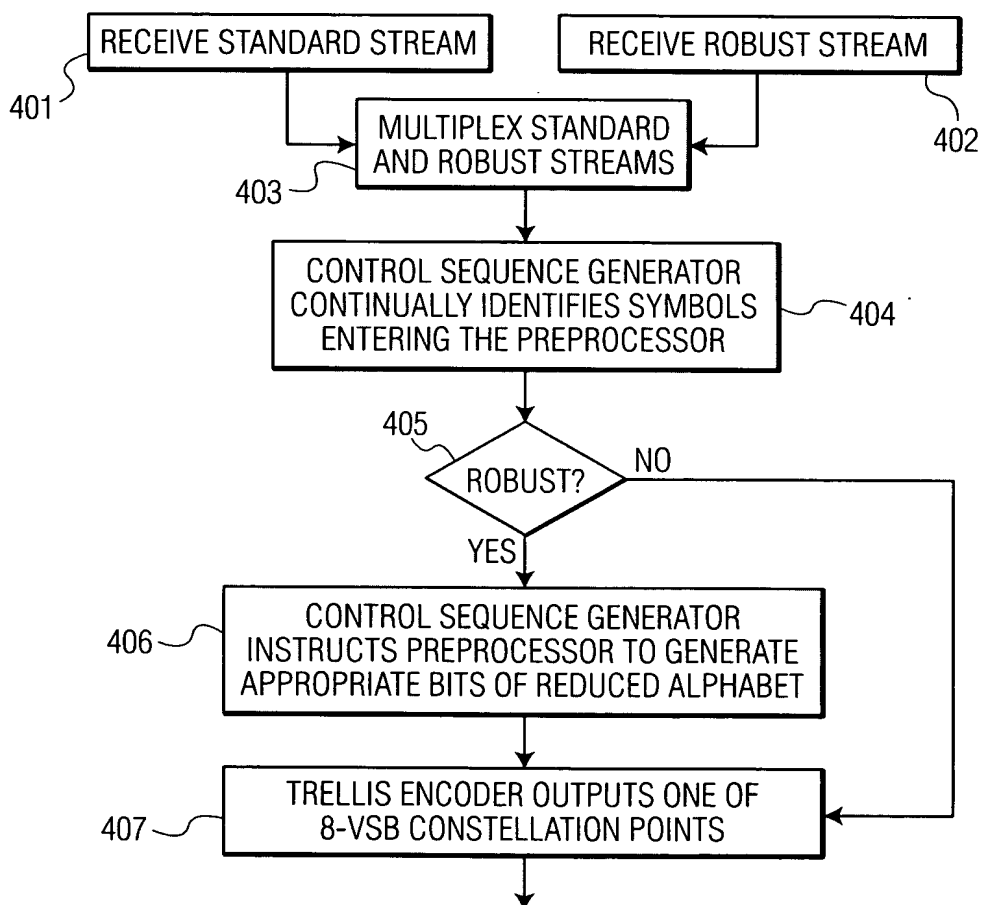 RECEIVE STANDARD STREAM
RECEIVE ROBUST STREAM
401
402
MULTIPLEX STANDARD
AND ROBUST STREAMS
403
CONTROL SEQUENCE GENERATOR
CONTINUALLY IDENTIFIES SYMBOLS
ENTERING THE PREPROCESSOR
404
405
ROBUST?
NO
YES
CONTROL SEQUENCE GENERATOR
INSTRUCTS PREPROCESSOR TO GENERATE
APPROPRIATE BITS OF REDUCED ALPHABET
406
TRELLIS ENCODER OUTPUTS ONE OF
8-VSB CONSTELLATION POINTS
407